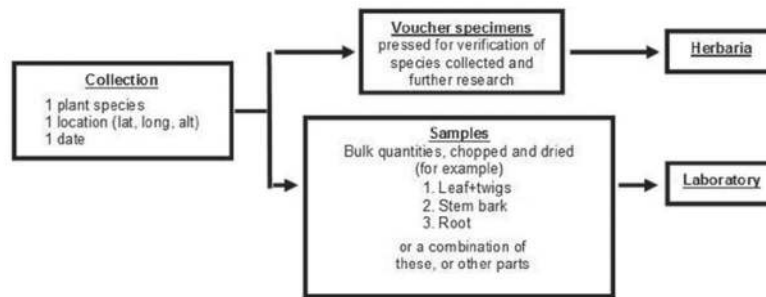 Collection
1 plant species
1 location (lat, long, alt)
1 date
Voucher specimens
pressed for verification of
species collected and
further research
Herbaria
Samples
Bulk quantities, chopped and dried
(for example)
1. Leaf+twigs
2. Stem bark
3. Root
or a combination of
these, or other parts
Laboratory